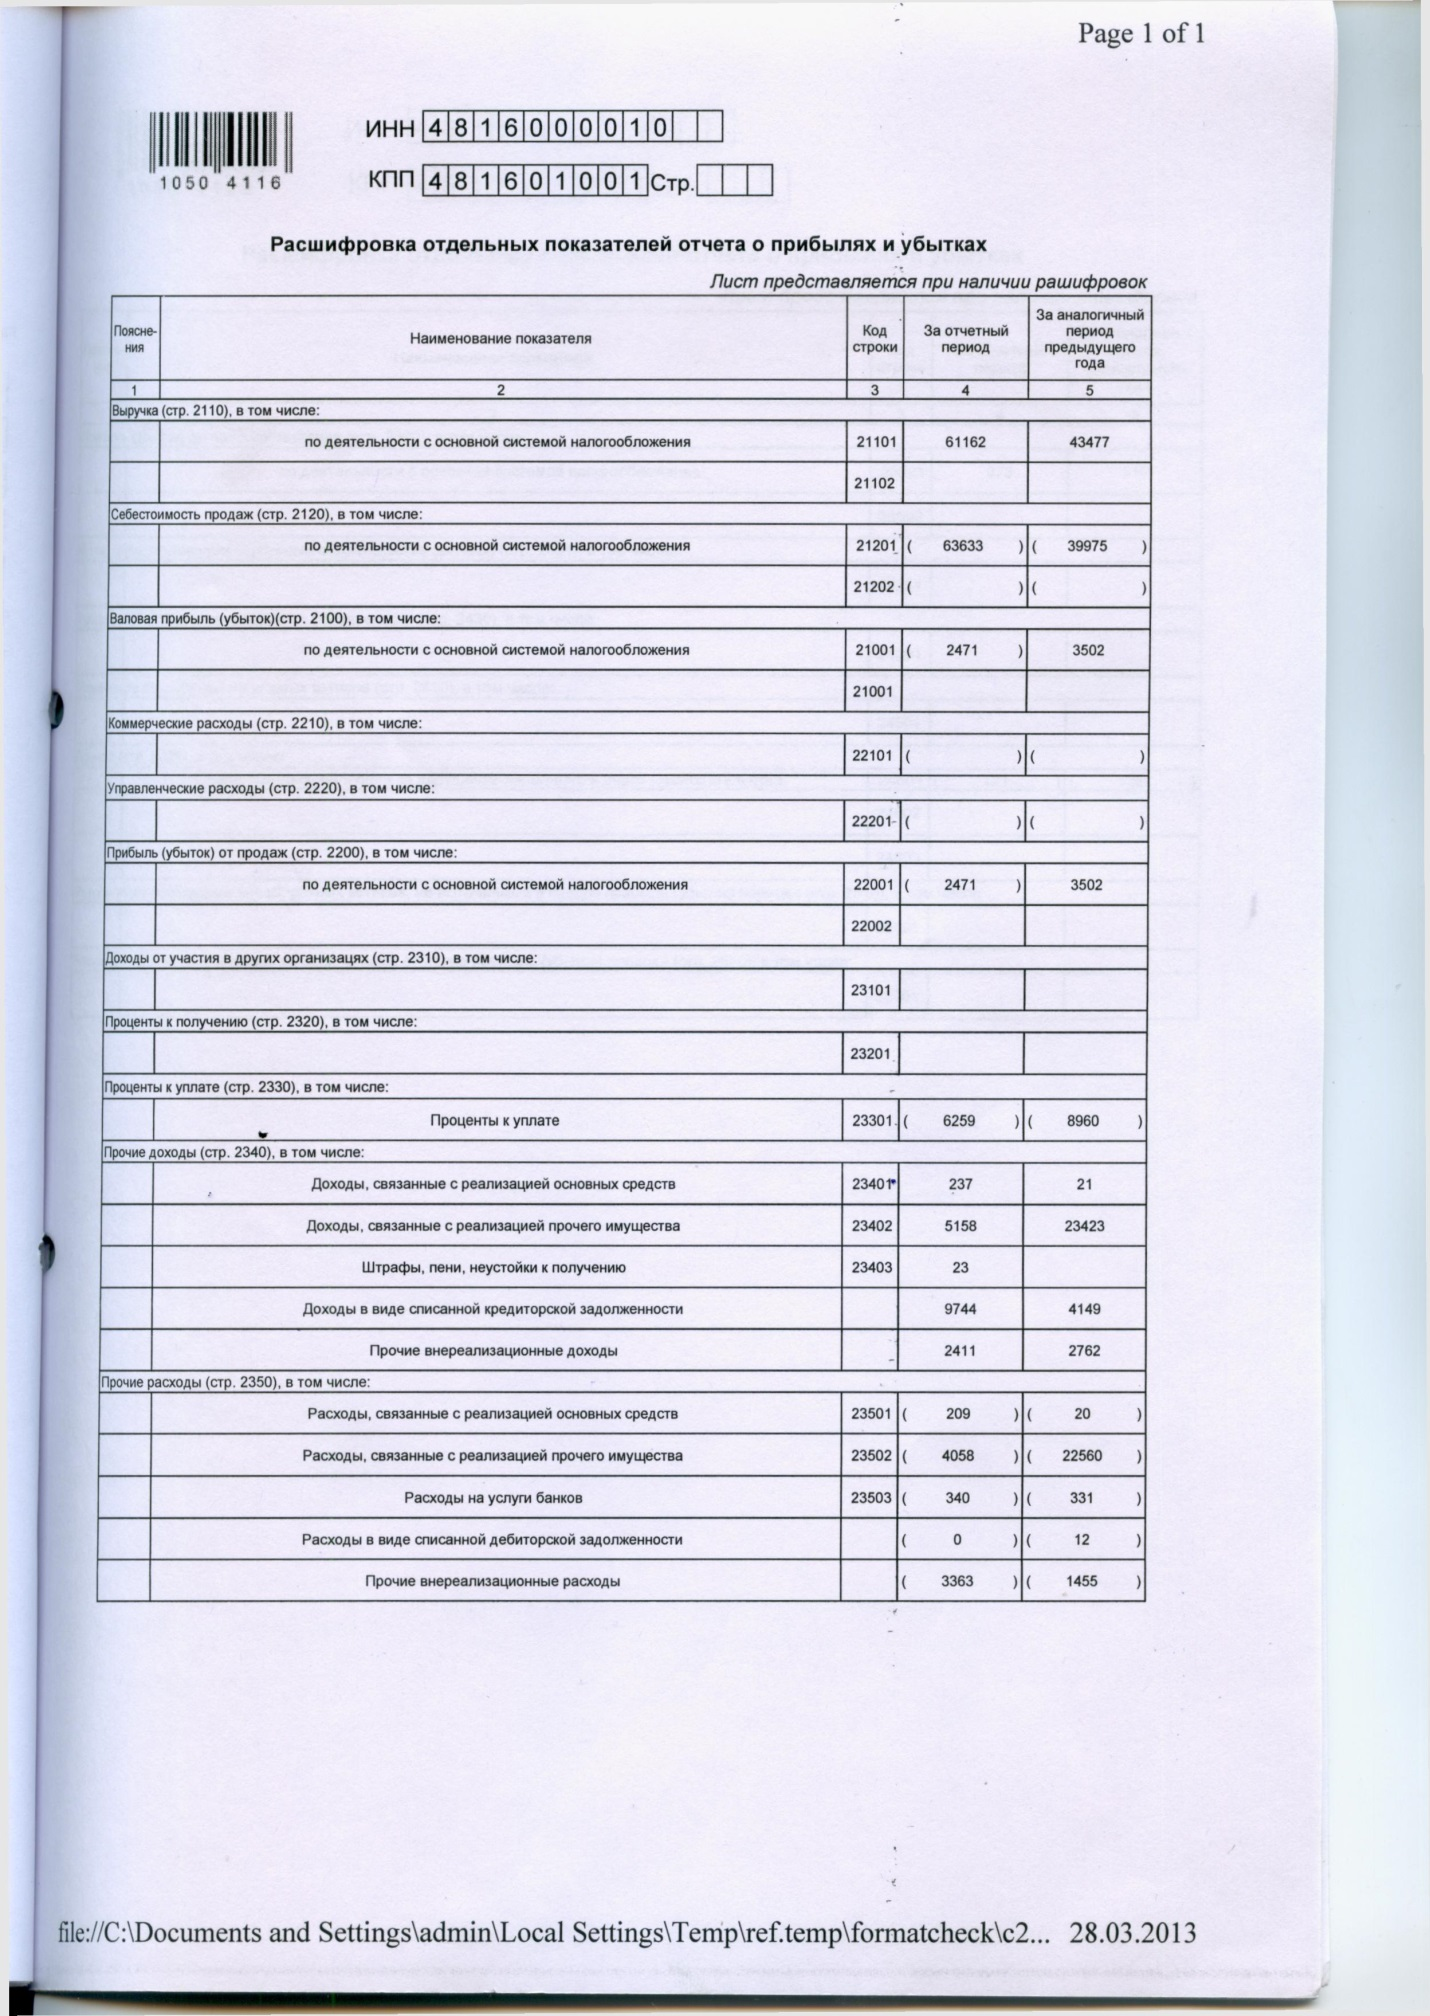 Page 1 of 1
ИНН 4816000010
1050 4116
КПП 481601001 Стр.
Расшифровка отдельных показателей отчета о прибылях и убытках
Лист представляется при наличии рашифровок
Поясне-ния Наименование показателя Код строки За отчетный период За аналогичный период предыдущего года
1 2 3 4 5
Выручка (стр. 2110), в том числе:
по деятельности с основной системой налогообложения 21101 61162 43477
21102
Себестоимость продаж (стр. 2120), в том числе:
по деятельности с основной системой налогообложения 21201 ( 63633 ) ( 39975 )
21202 ( ) ( )
Валовая прибыль (убыток)(стр. 2100), в том числе:
по деятельности с основной системой налогообложения 21001 ( 2471 ) 3502
21001
Коммерческие расходы (стр. 2210), в том числе:
22101 ( ) ( )
Управленческие расходы (стр. 2220), в том числе:
22201 ( ) ( )
Прибыль (убыток) от продаж (стр. 2200), в том числе:
по деятельности с основной системой налогообложения 22001 ( 2471 ) 3502
22002
Доходы от участия в других организацях (стр. 2310), в том числе:
23101
Проценты к получению (стр. 2320), в том числе:
23201
Проценты к уплате (стр. 2330), в том числе:
Проценты к уплате 23301 ( 6259 ) ( 8960 )
Прочие доходы (стр. 2340), в том числе:
Доходы, связанные с реализацией основных средств 23401 237 21
Доходы, связанные с реализацией прочего имущества 23402 5158 23423
Штрафы, пени, неустойки к получению 23403 23
Доходы в виде списанной кредиторской задолженности 9744 4149
Прочие внереализационные доходы 2411 2762
Прочие расходы (стр. 2350), в том числе:
Расходы, связанные с реализацией основных средств 23501 ( 209 ) ( 20 )
Расходы, связанные с реализацией прочего имущества 23502 ( 4058 ) ( 22560 )
Расходы на услуги банков 23503 ( 340 ) ( 331 )
Расходы в виде списанной дебиторской задолженности ( 0 ) ( 12 )
Прочие внереализационные расходы ( 3363 ) ( 1455 )
file://C:\Documents and Settings\admin\Local Settings\Temp\ref.temp\formatcheck\c2... 28.03.2013